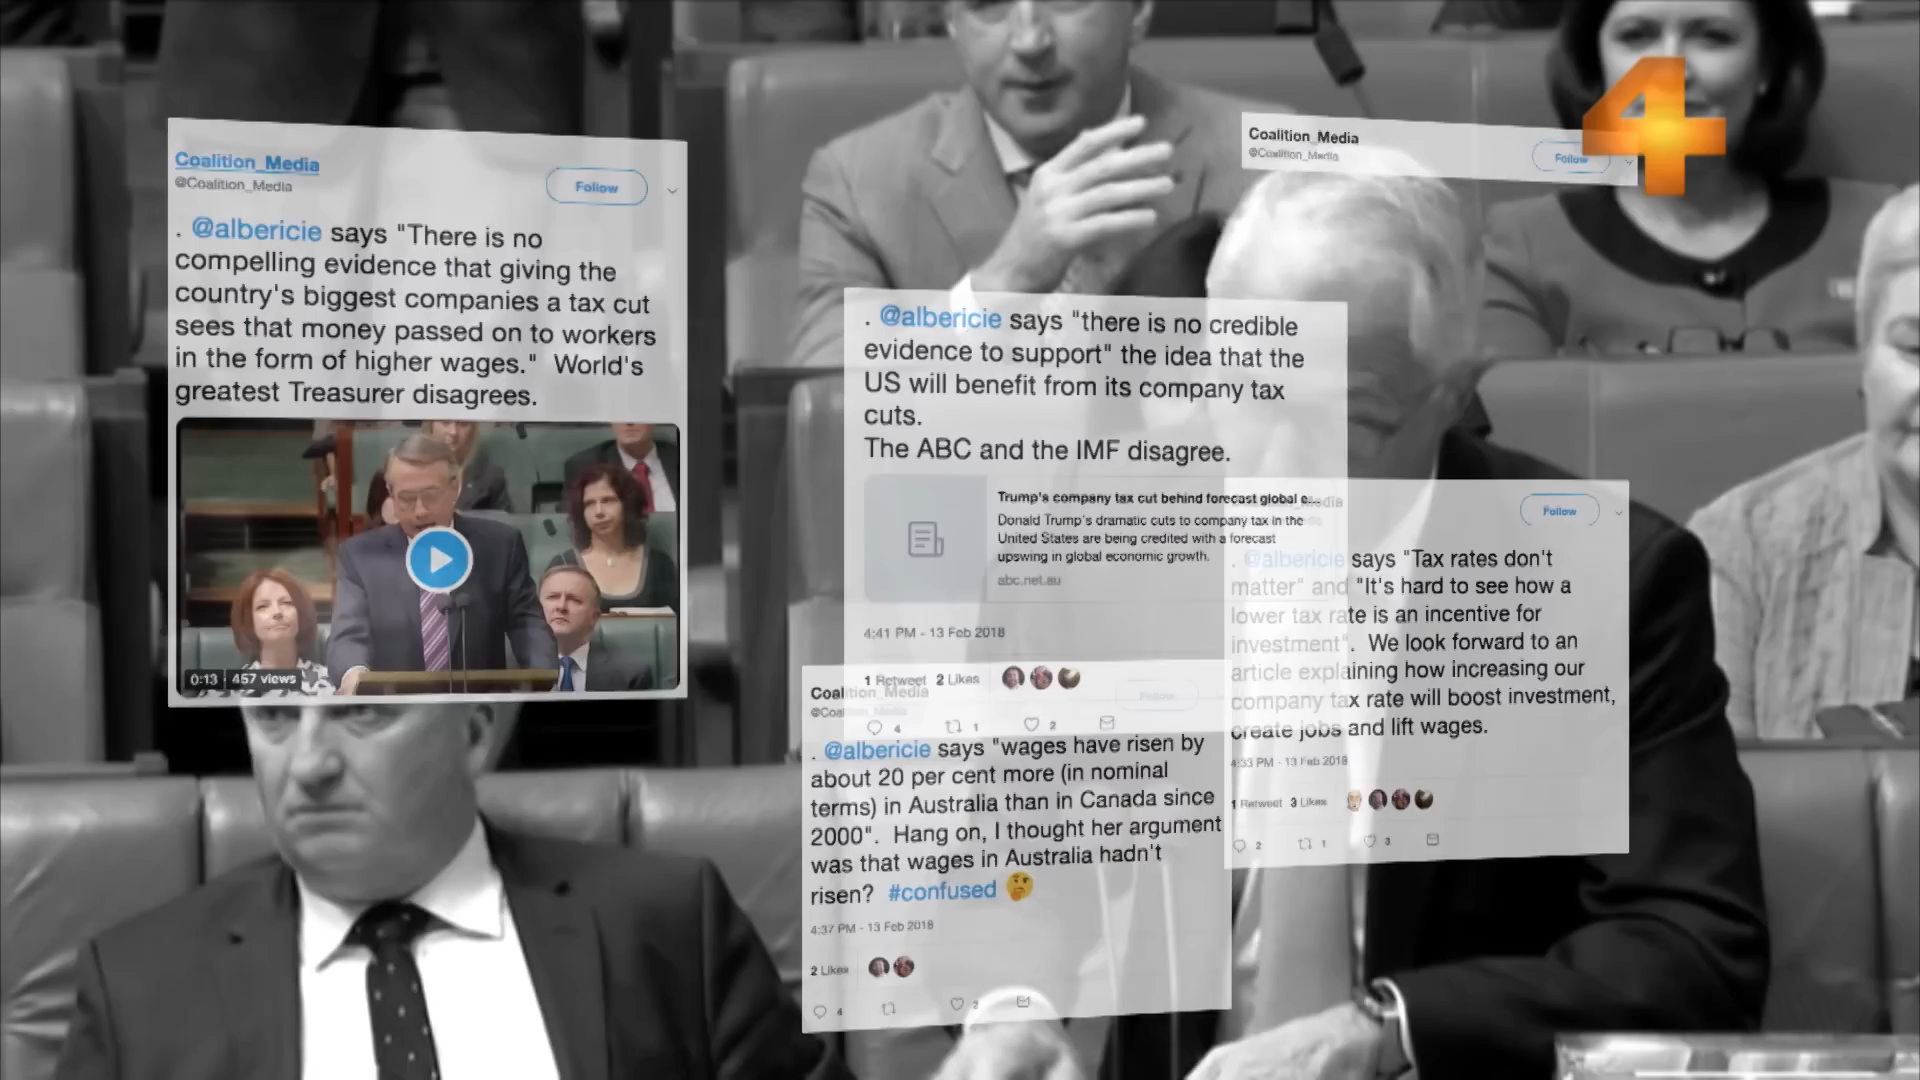 Coalition_Media
@Coalition_Media
Follow
. @albericie says "There is no
compelling evidence that giving the
country's biggest companies a tax cut
sees that money passed on to workers
in the form of higher wages." World's
greatest Treasurer disagrees.
0:13
457 views
Coalition_Media
@Coalition_Media
Follow
4
. @albericie says "there is no credible
evidence to support" the idea that the
US will benefit from its company tax
cuts.
The ABC and the IMF disagree.
Trump's company tax cut behind forecast global e...
Donald Trump's dramatic cuts to company tax in the
United States are being credited with a forecast
upswing in global economic growth.
abc.net.au
4:41 PM - 13 Feb 2018
1 Retweet 2 Likes
4 1 2
Follow
. @albericie says "Tax rates don't
matter" and "It's hard to see how a
lower tax rate is an incentive for
investment". We look forward to an
article explaining how increasing our
company tax rate will boost investment,
create jobs and lift wages.
4:33 PM - 13 Feb 2018
1 Retweet 3 Likes
2 1 3
Coalition_Media
Follow
. @albericie says "wages have risen by
about 20 per cent more (in nominal
terms) in Australia than in Canada since
2000". Hang on, I thought her argument
was that wages in Australia hadn't
risen? #confused 🤔
4:37 PM - 13 Feb 2018
2 Likes
4 2